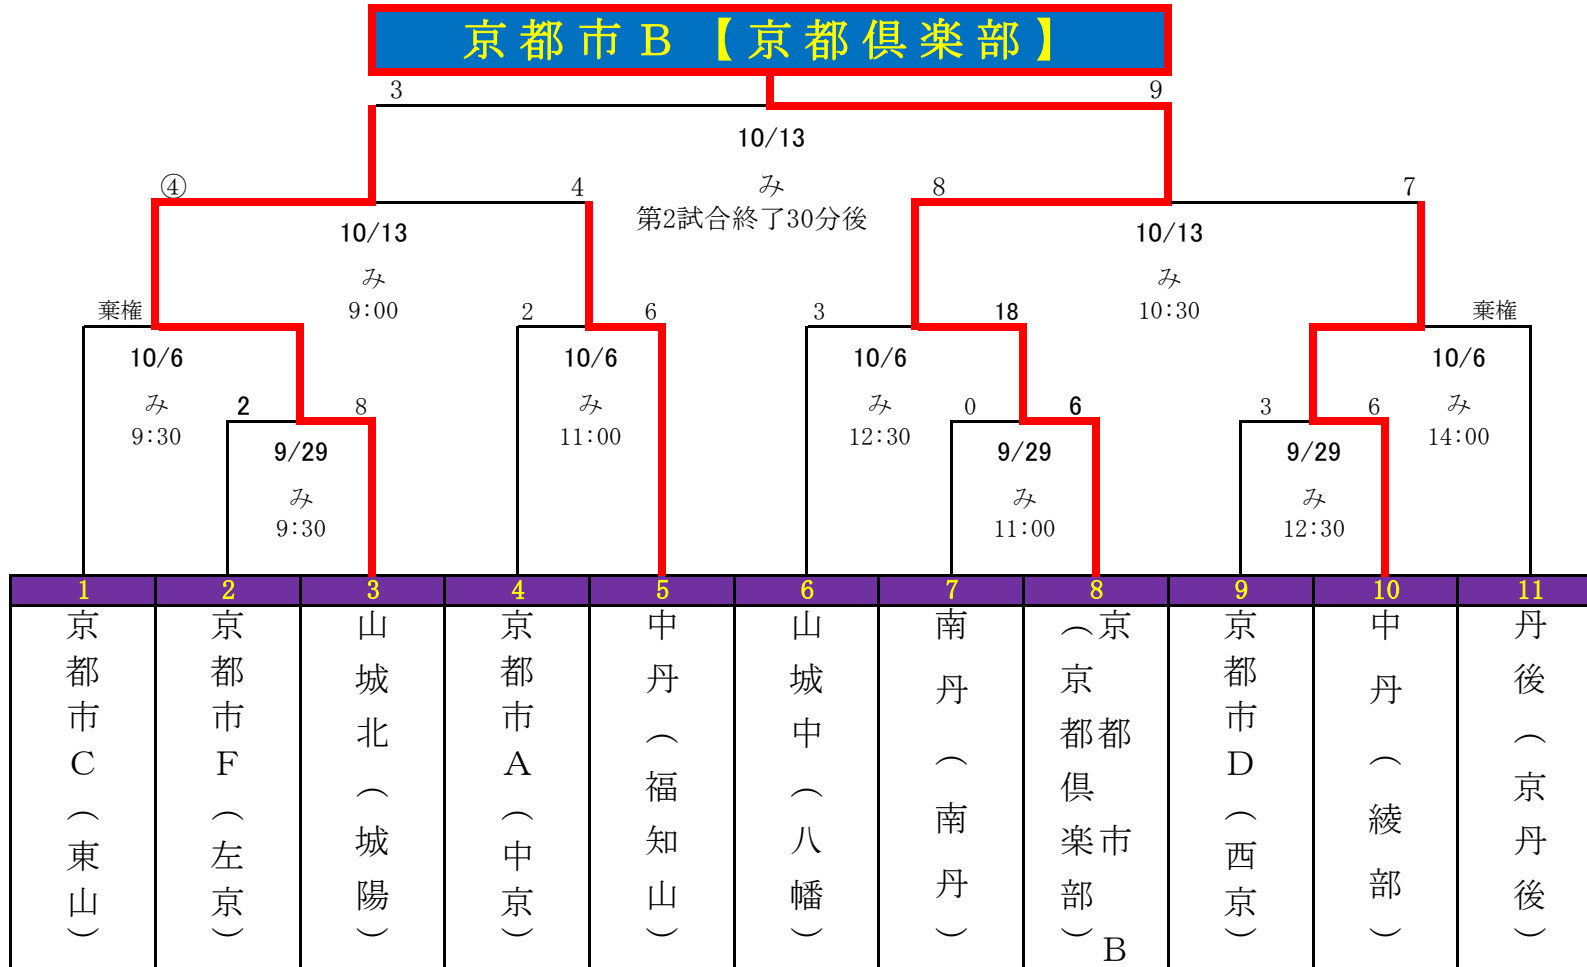 京都市B【京都倶楽部】
3
9
10/13
み
第2試合終了30分後
④
4
8
7
10/13
み
9:00
10/13
み
10:30
棄権
2
6
3
18
棄権
10/6
み
9:30
10/6
み
11:00
10/6
み
12:30
10/6
み
14:00
2
8
0
6
3
6
9/29
み
9:30
9/29
み
11:00
9/29
み
12:30
1
2
3
4
5
6
7
8
9
10
11
京都市C(東山)
京都市F(左京)
山城北(城陽)
京都市A(中京)
中丹(福知山)
山城中(八幡)
南丹(南丹)
京都市B
(京都倶楽部)
京都市D(西京)
中丹(綾部)
丹後(京丹後)